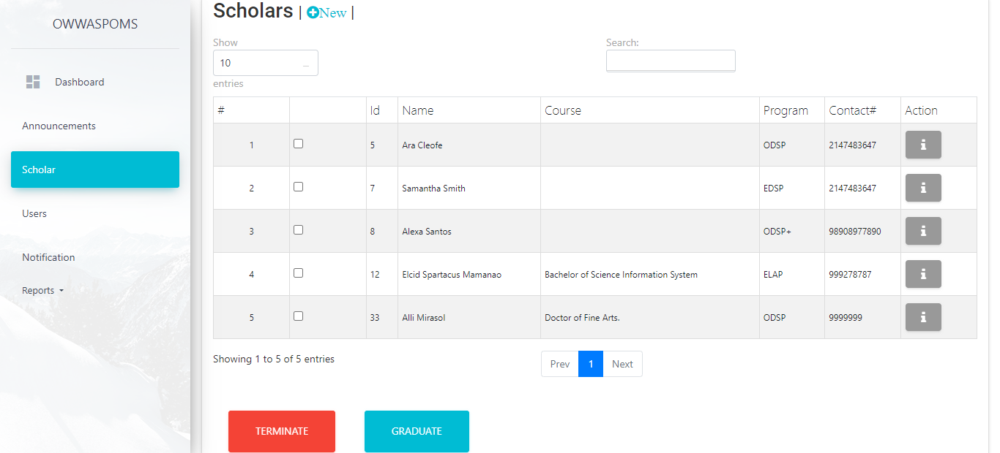 OWWASPOMS
Dashboard
Announcements
Scholar
Users
Notification
Reports
Scholars | New |
Show
10
entries
Search:
# Id Name Course Program Contact# Action
1 5 Ara Cleofe ODSP 2147483647
2 7 Samantha Smith EDSP 2147483647
3 8 Alexa Santos ODSP+ 98908977890
4 12 Elcid Spartacus Mamanao Bachelor of Science Information System ELAP 999278787
5 33 Alli Mirasol Doctor of Fine Arts. ODSP 9999999
Showing 1 to 5 of 5 entries
Prev 1 Next
TERMINATE GRADUATE